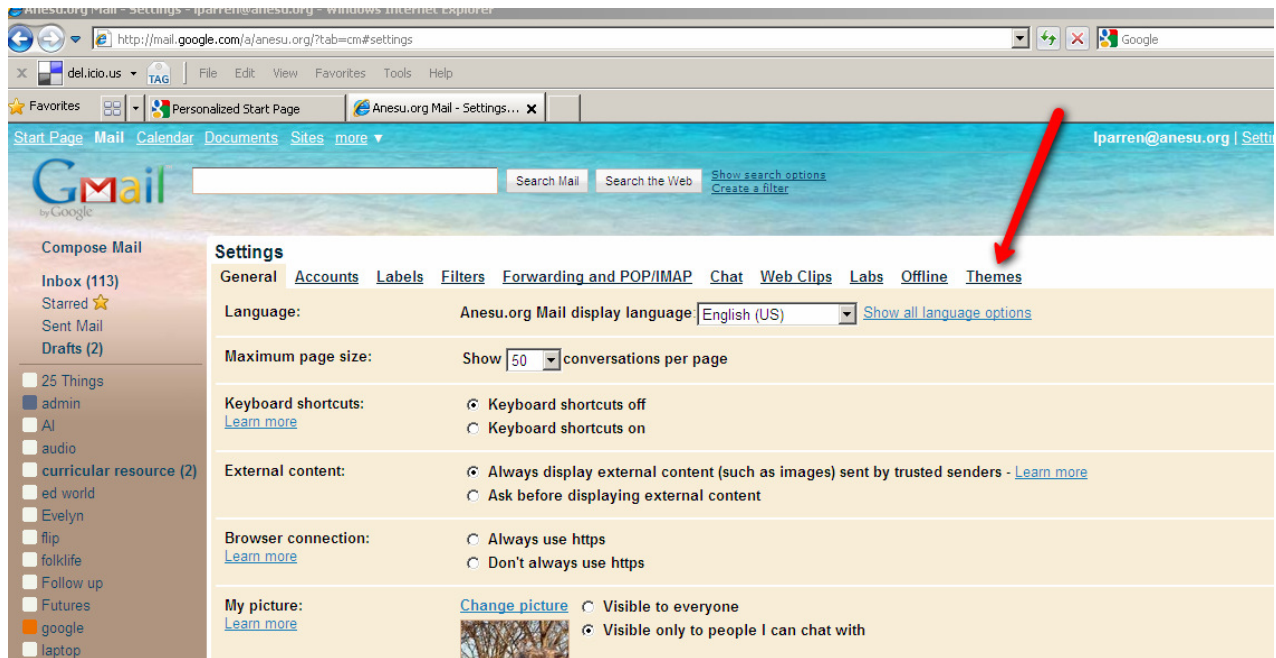 Anesu.org Mail - Settings - lparren@anesu.org - Windows Internet Explorer
http://mail.google.com/a/anesu.org/?tab=cm#settings Google
del.icio.us TAG File Edit View Favorites Tools Help
Favorites Personalized Start Page Anesu.org Mail - Settings...
Start Page Mail Calendar Documents Sites more lparren@anesu.org |
Gmail
by Google
Search Mail Search the Web Show search options
Create a filter
Compose Mail
Inbox (113)
Starred
Sent Mail
Drafts (2)
25 Things
admin
AI
audio
curricular resource (2)
ed world
Evelyn
flip
folklife
Follow up
Futures
google
laptop
Settings
General Accounts Labels Filters Forwarding and POP/IMAP Chat Web Clips Labs Offline Themes
Language: Anesu.org Mail display language: English (US) Show all language options
Maximum page size: Show 50 conversations per page
Keyboard shortcuts: Keyboard shortcuts off
Learn more Keyboard shortcuts on
External content: Always display external content (such as images) sent by trusted senders - Learn more
Ask before displaying external content
Browser connection: Always use https
Learn more Don't always use https
My picture: Change picture Visible to everyone
Learn more Visible only to people I can chat with